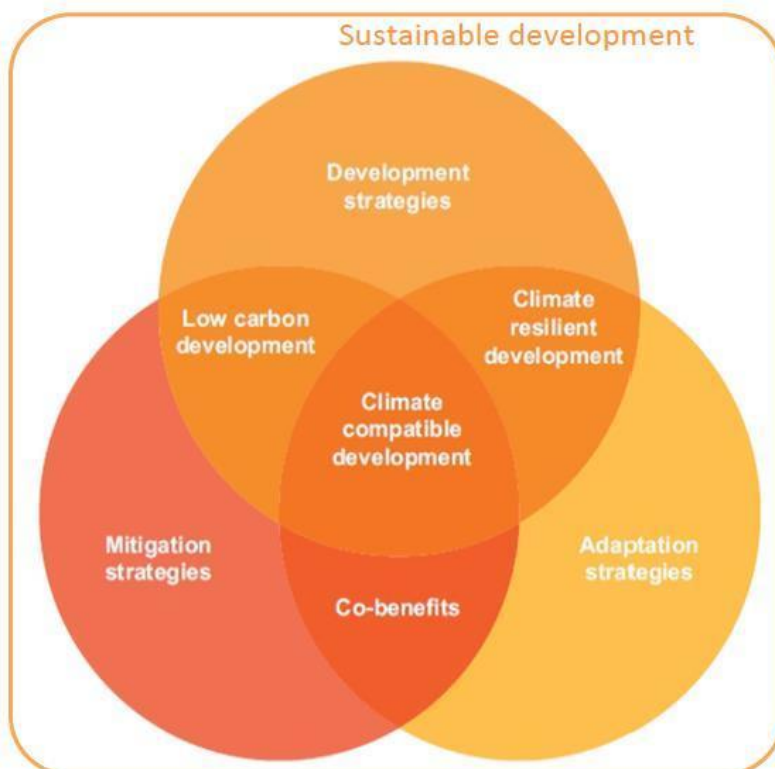 Sustainable development
Development
strategies
Low carbon
development
Climate
resilient
development
Climate
compatible
development
Mitigation
strategies
Adaptation
strategies
Co-benefits